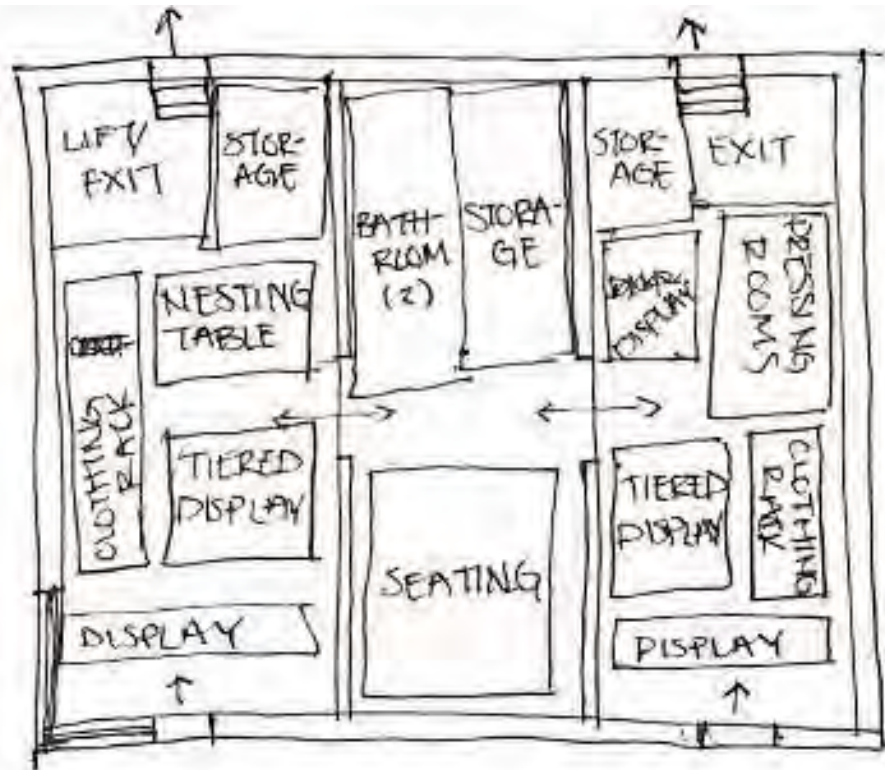 LIFT/
EXIT
STOR-
AGE
BATH-
ROOM
(2)
STORA-
GE
STOR-
AGE
EXIT
NESTING
TABLE
DISPLAY
DRESSING
ROOMS
CLOTHING
RACK
TIERED
DISPLAY
TIERED
DISPLAY
CLOTHING
RACK
SEATING
DISPLAY
DISPLAY